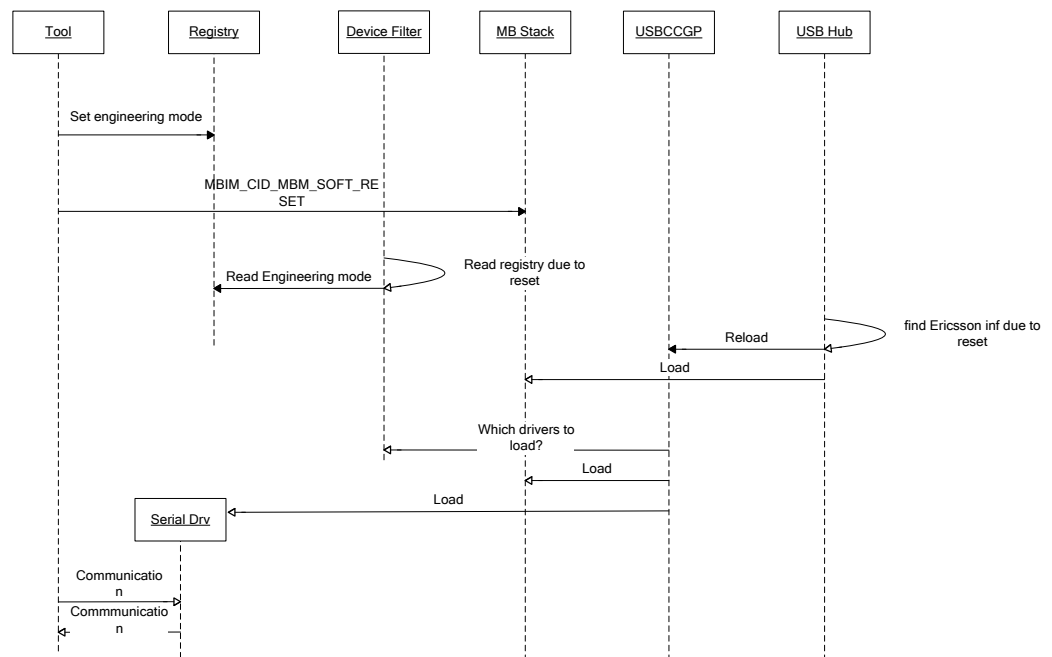 Tool
Registry
Device Filter
MB Stack
USBCCGP
USB Hub
Set engineering mode
MBIM_CID_MBM_SOFT_RE
SET
Read registry due to
reset
Read Engineering mode
find Ericsson inf due to
reset
Reload
Load
Which drivers to
load?
Load
Load
Serial Drv
Communicatio
n
Commmunicatio
n